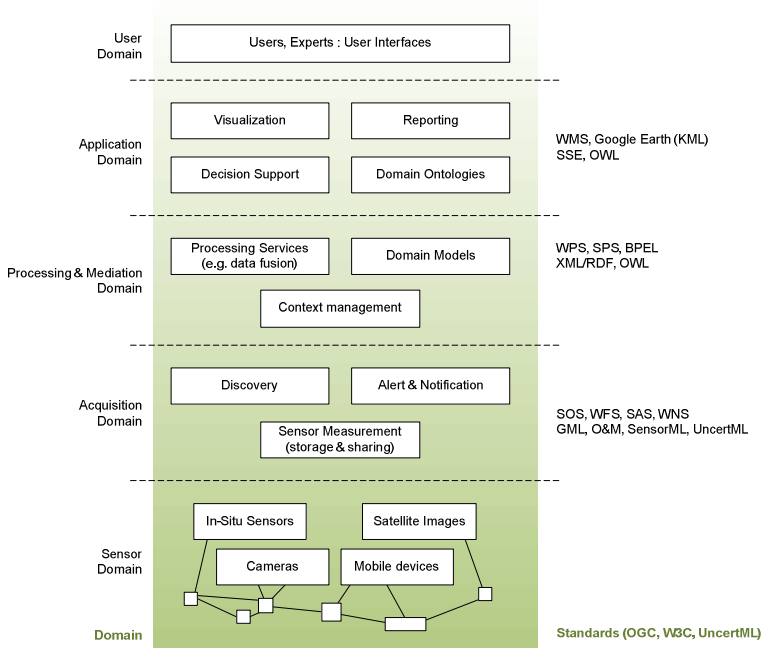 User
Domain
Users, Experts : User Interfaces
Application
Domain
Visualization
Reporting
Decision Support
Domain Ontologies
WMS, Google Earth (KML)
SSE, OWL
Processing & Mediation
Domain
Processing Services
(e.g. data fusion)
Domain Models
Context management
WPS, SPS, BPEL
XML/RDF, OWL
Acquisition
Domain
Discovery
Alert & Notification
Sensor Measurement
(storage & sharing)
SOS, WFS, SAS, WNS
GML, O&M, SensorML, UncertML
Sensor
Domain
In-Situ Sensors
Satellite Images
Cameras
Mobile devices
Domain
Standards (OGC, W3C, UncertML)